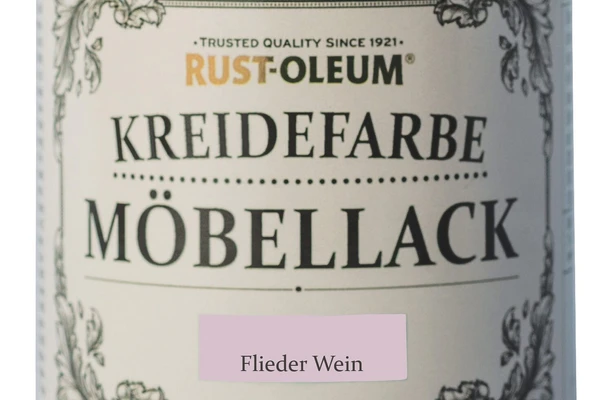 ·TRUSTED QUALITY SINCE 1921·
RUST-OLEUM®
KREIDEFARBE
MÖBELLACK
Flieder Wein